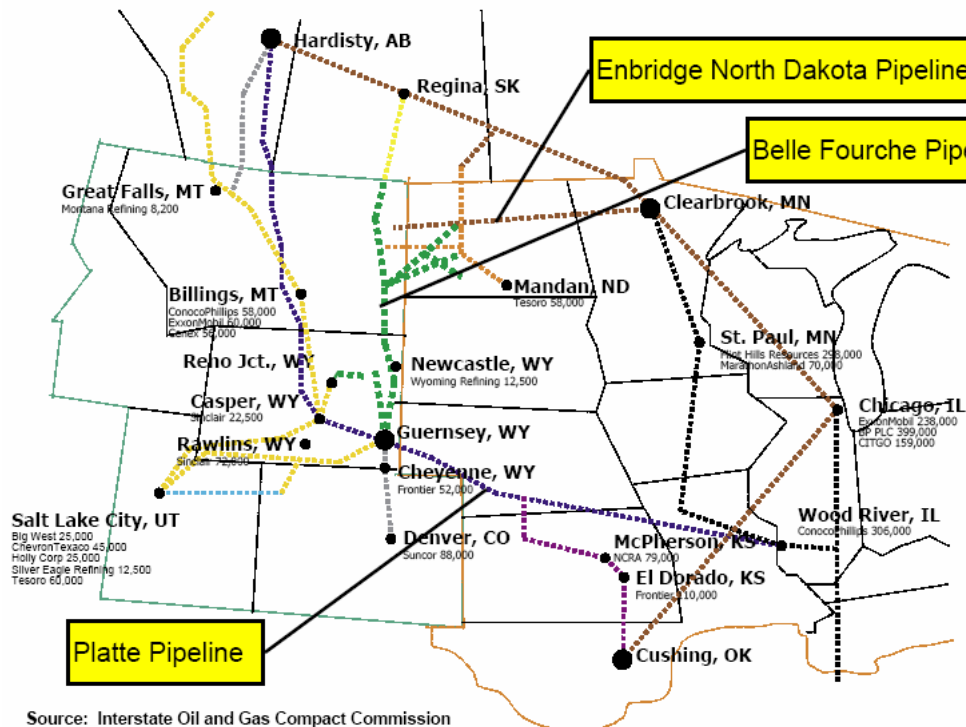 Hardisty, AB
Enbridge North Dakota Pipeline
Regina, SK
Belle Fourche Pipe
Great Falls, MT
Montana Refining 8,200
Clearbrook, MN
Mandan, ND
Tesoro 58,000
Billings, MT
ConocoPhillips 58,000
ExxonMobil 60,000
Cenex 56,000
St. Paul, MN
Flint Hills Resources 298,000
MarathonAshland 70,000
Reno Jct., WY
Newcastle, WY
Wyoming Refining 12,500
Casper, WY
Sinclair 22,500
Chicago, IL
ExxonMobil 238,000
BP PLC 399,000
CITGO 159,000
Rawlins, WY
Sinclair 72,000
Guernsey, WY
Cheyenne, WY
Frontier 52,000
Salt Lake City, UT
Big West 25,000
ChevronTexaco 45,000
Holly Corp 25,000
Silver Eagle Refining 12,500
Tesoro 60,000
Denver, CO
Suncor 88,000
Wood River, IL
ConocoPhillips 306,000
McPherson, KS
NCRA 79,000
El Dorado, KS
Frontier 110,000
Platte Pipeline
Cushing, OK
Source: Interstate Oil and Gas Compact Commission